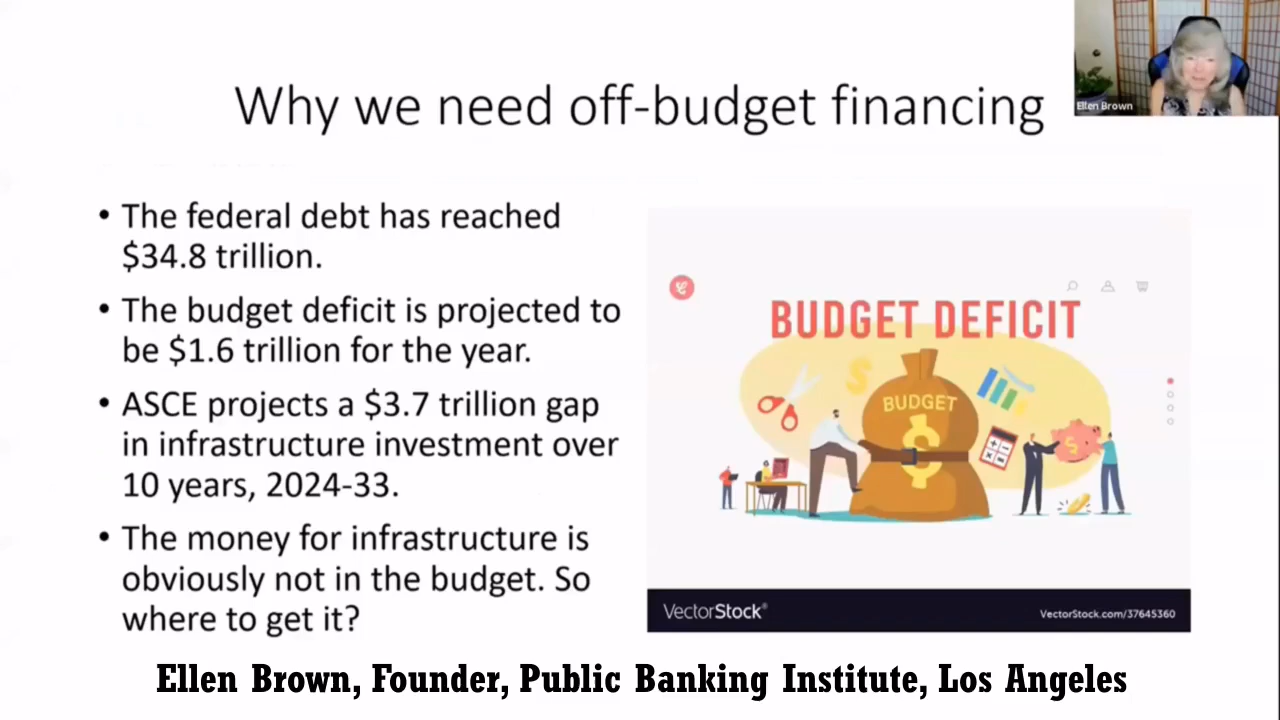 Why we need off-budget financing
Ellen Brown
• The federal debt has reached
$34.8 trillion.
• The budget deficit is projected to
be $1.6 trillion for the year.
• ASCE projects a $3.7 trillion gap
in infrastructure investment over
10 years, 2024-33.
• The money for infrastructure is
obviously not in the budget. So
where to get it?
BUDGET DEFICIT
BUDGET
$
$
$
VectorStock®
VectorStock.com/37645360
Ellen Brown, Founder, Public Banking Institute, Los Angeles